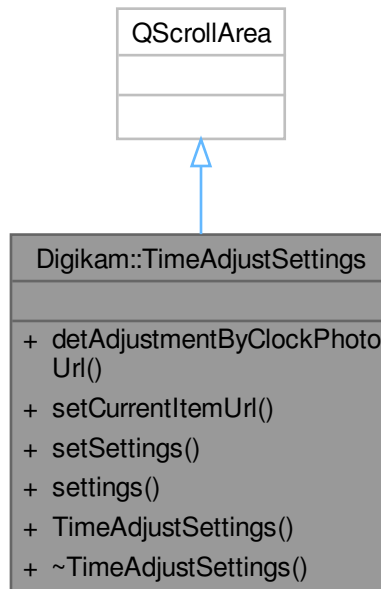 QScrollArea
Digikam::TimeAdjustSettings
+ detAdjustmentByClockPhoto
Url()
+ setCurrentItemUrl()
+ setSettings()
+ settings()
+ TimeAdjustSettings()
+ ~TimeAdjustSettings()